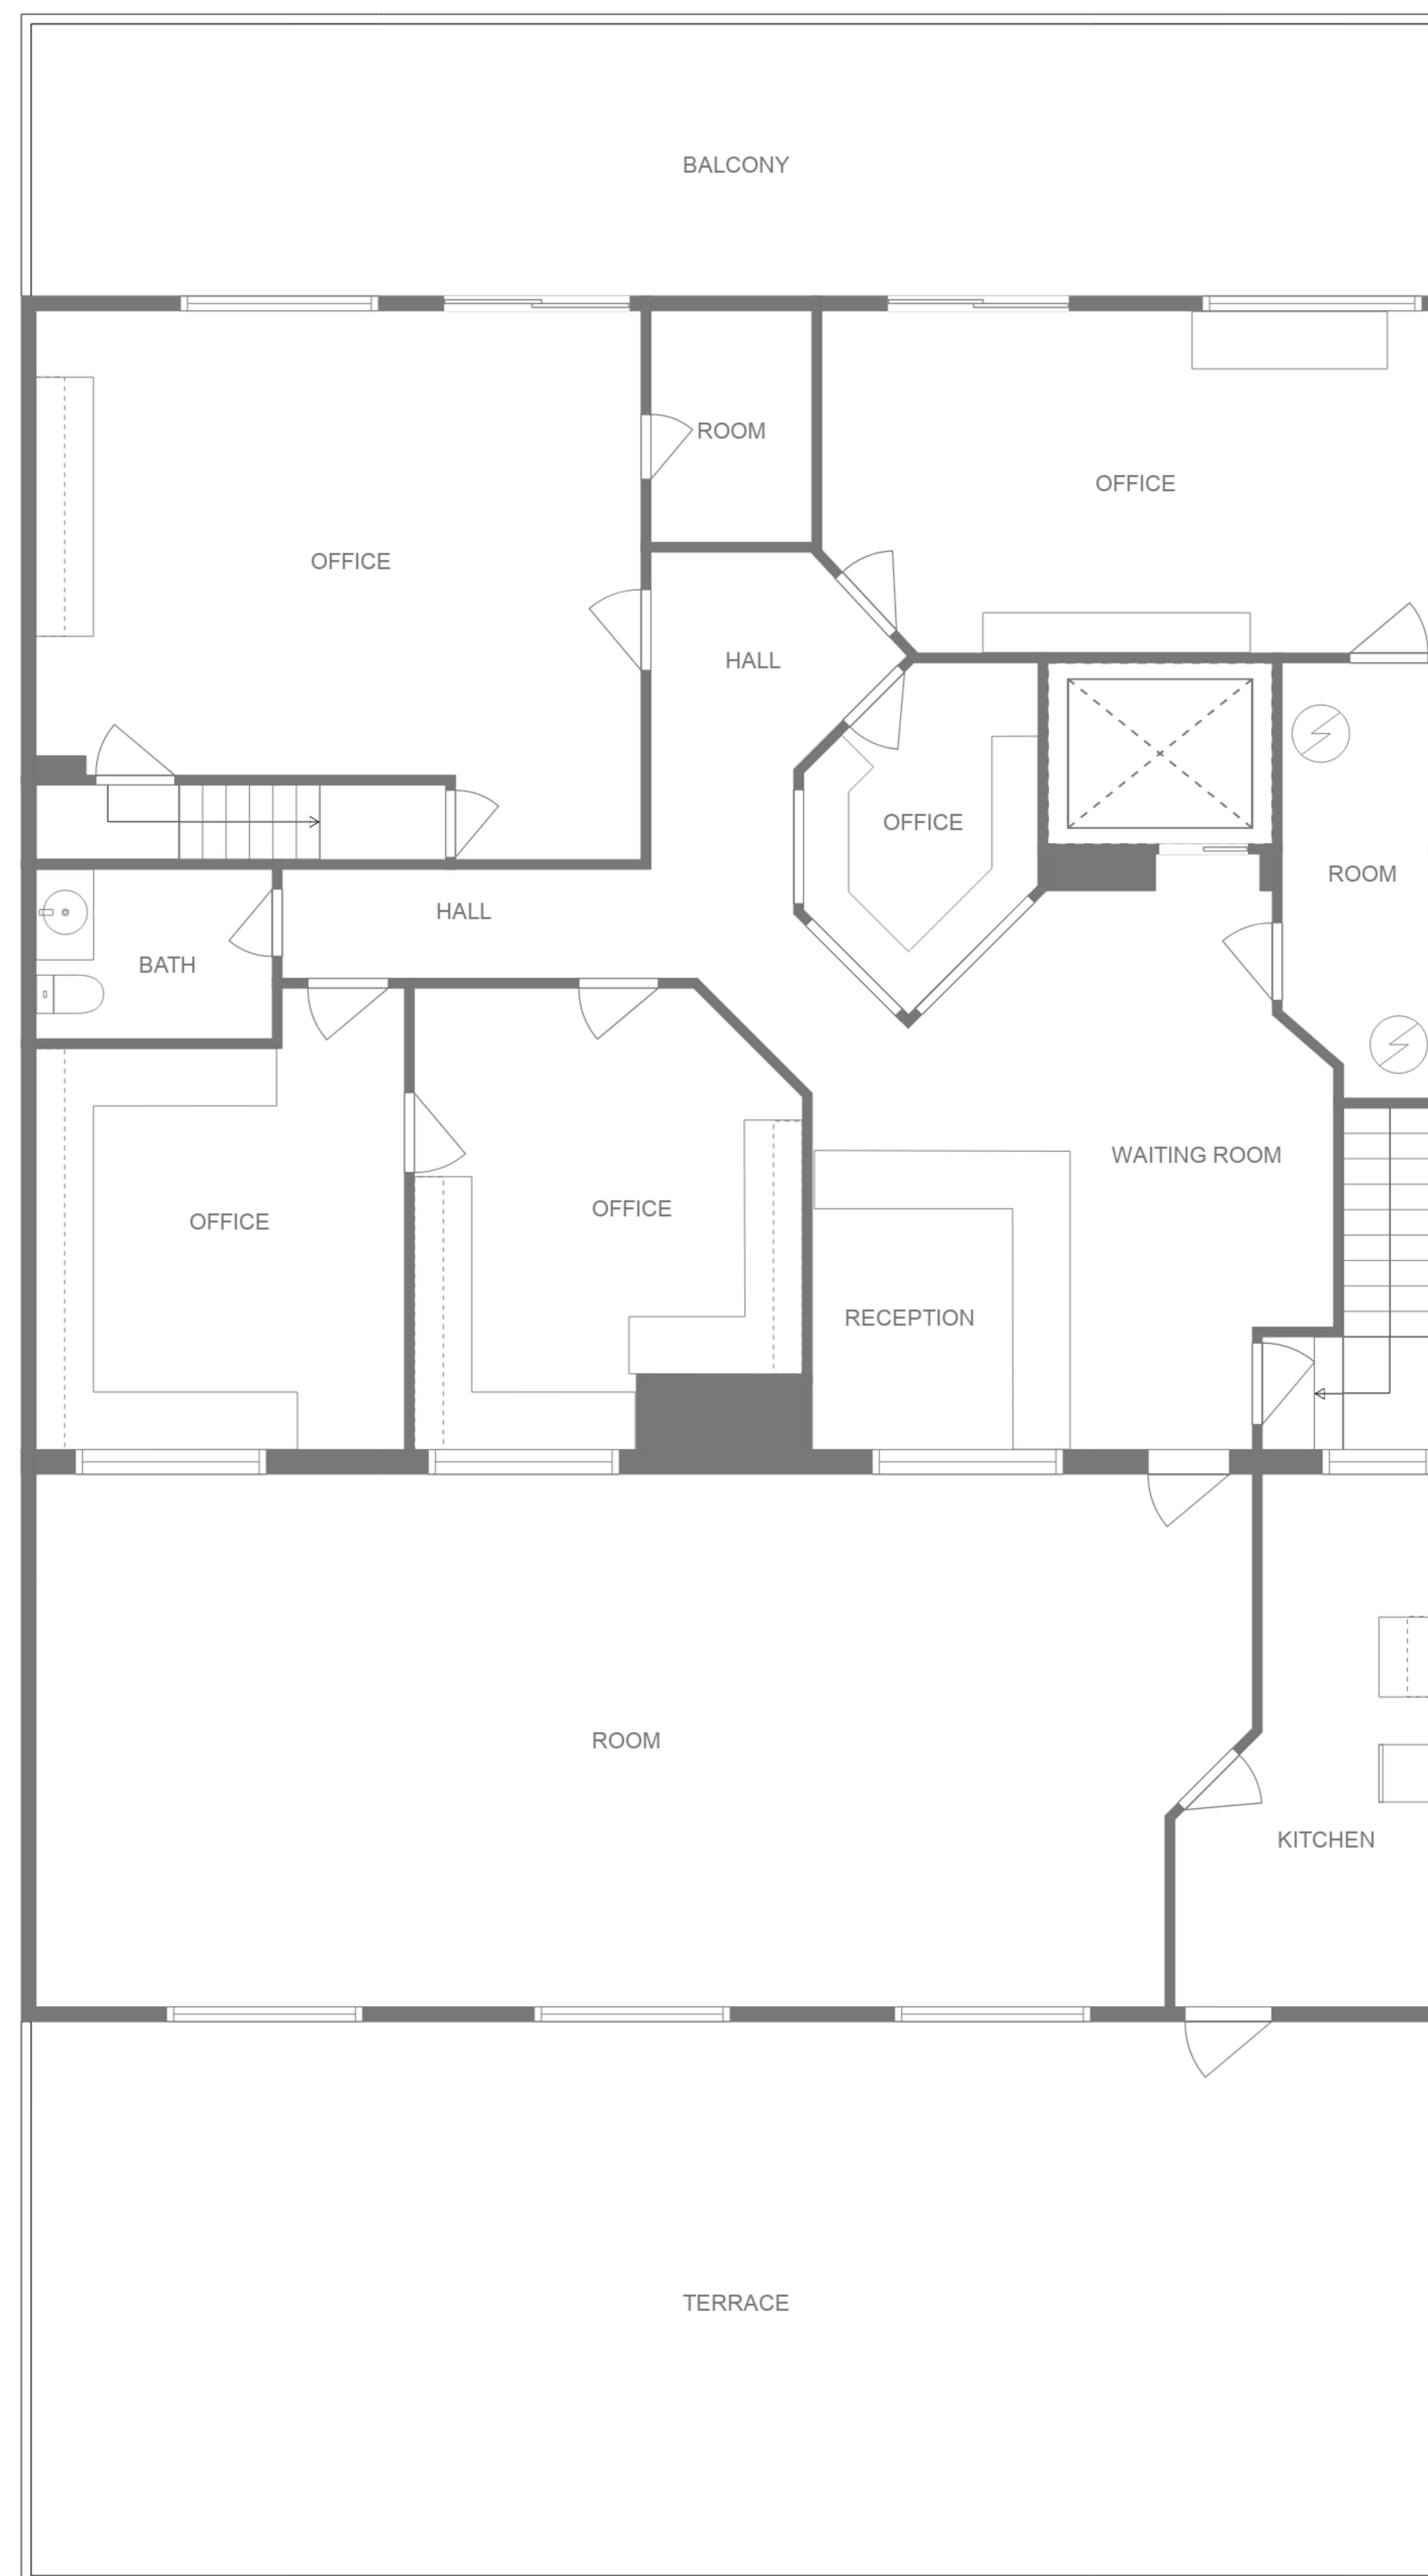 BALCONY
ROOM
OFFICE
OFFICE
HALL
OFFICE
ROOM
HALL
BATH
WAITING ROOM
OFFICE
OFFICE
RECEPTION
ROOM
KITCHEN
TERRACE